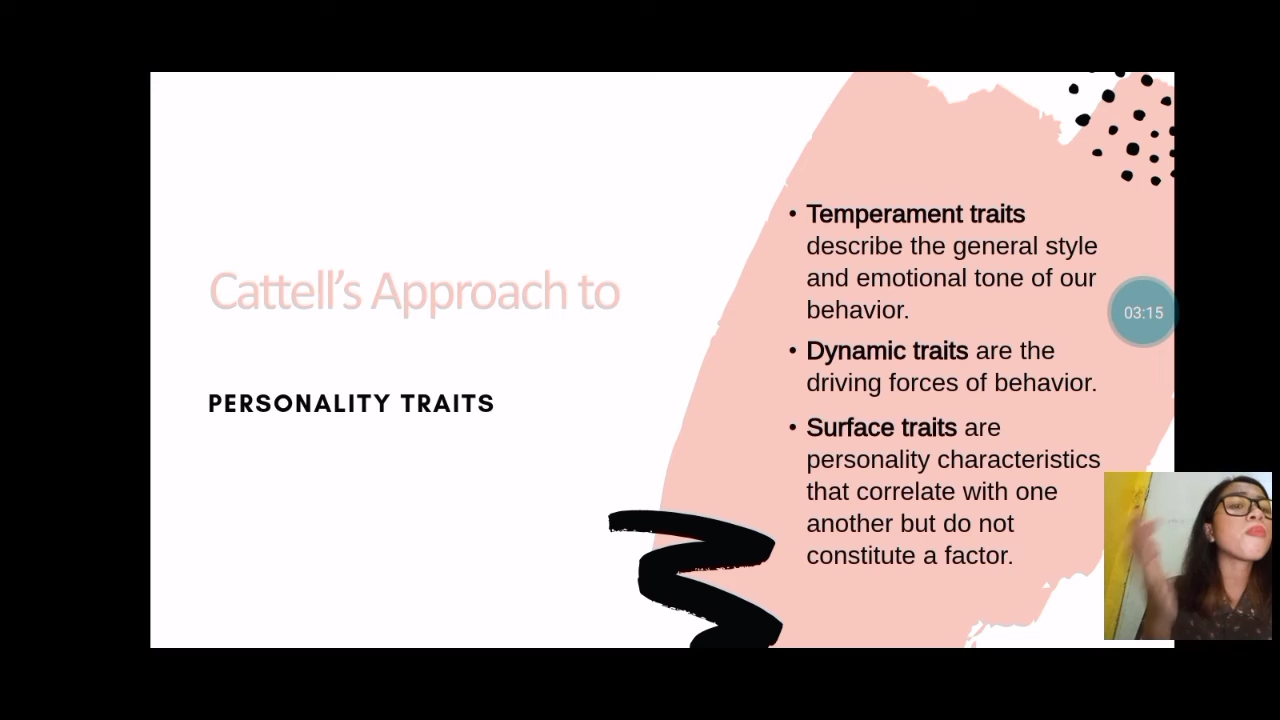 Cattell’s Approach to
PERSONALITY TRAITS
• Temperament traits
describe the general style
and emotional tone of our
behavior.
• Dynamic traits are the
driving forces of behavior.
• Surface traits are
personality characteristics
that correlate with one
another but do not
constitute a factor.
03:15